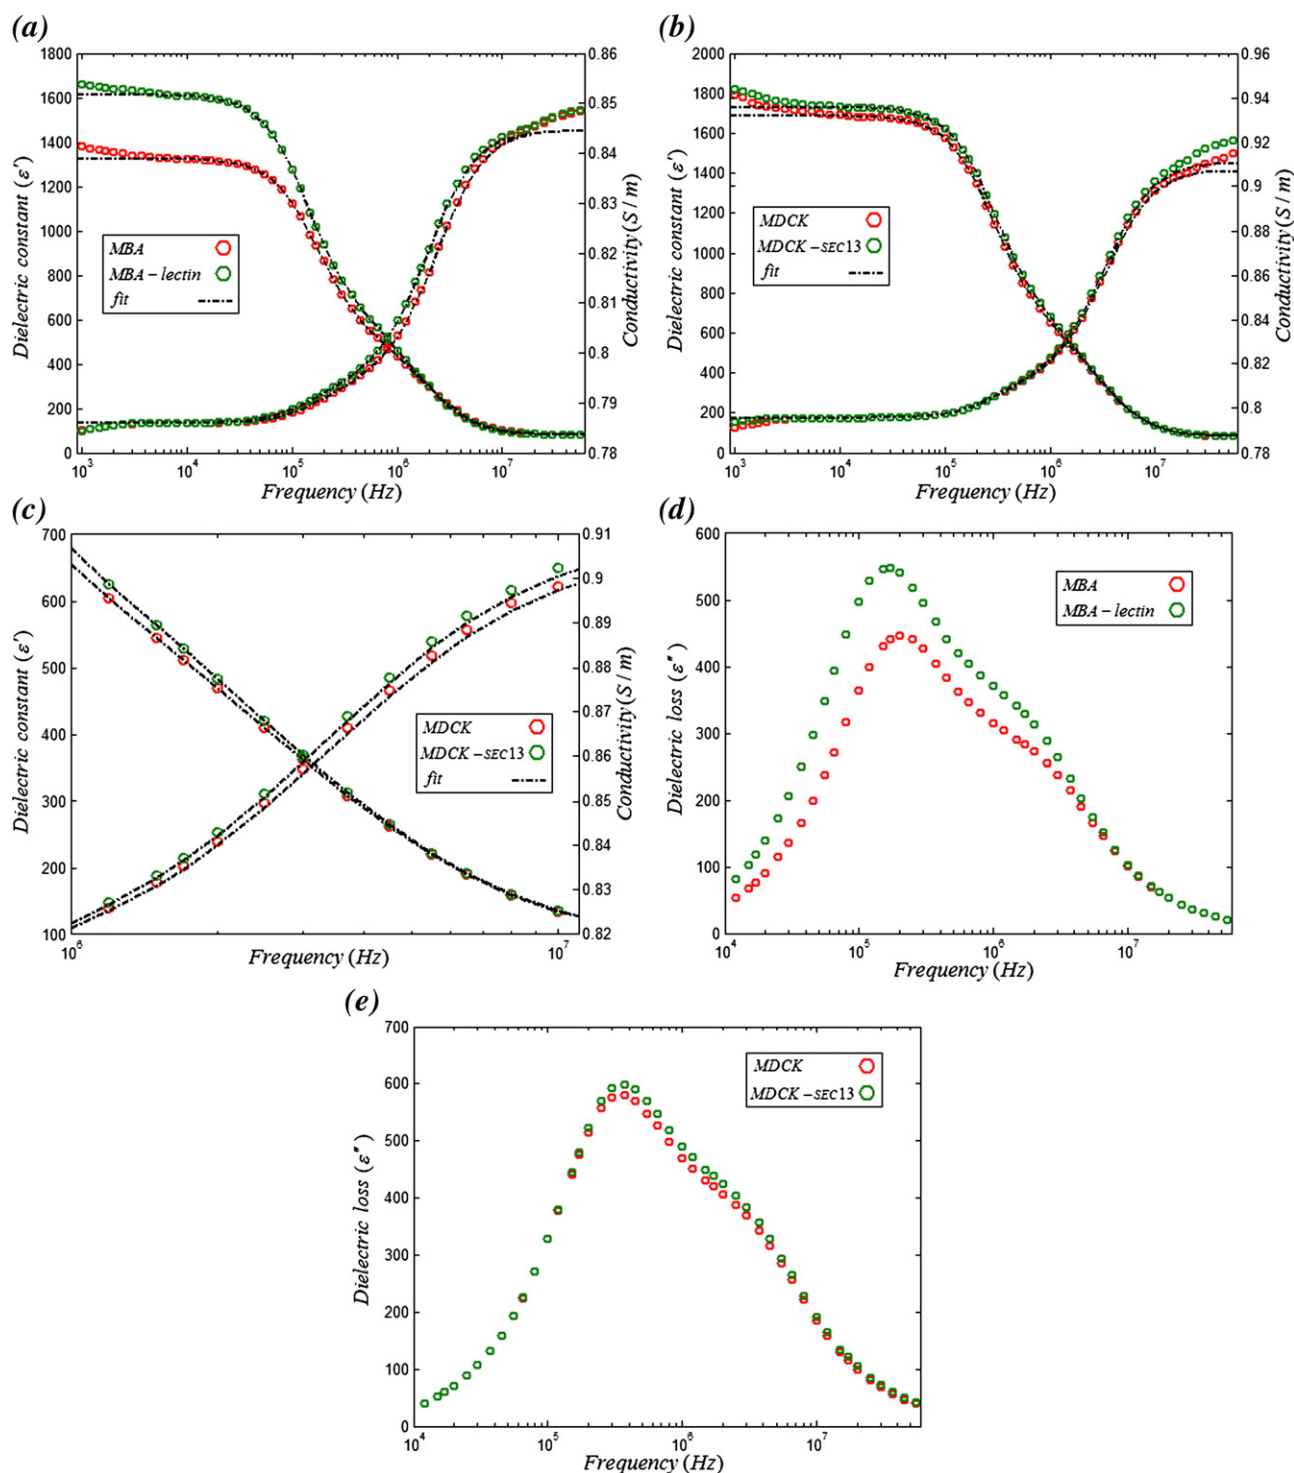 (a)
1800
1600
1400
1200
1000
800
600
400
200
0
Dielectric constant (ε′)
0.86
0.85
0.84
0.83
0.82
0.81
0.8
0.79
0.78
Conductivity (S / m)
MBA
MBA – lectin
fit
10³ 10⁴ 10⁵ 10⁶ 10⁷
Frequency (Hz)
(b)
2000
1800
1600
1400
1200
1000
800
600
400
200
0
Dielectric constant (ε′)
0.96
0.94
0.92
0.9
0.88
0.86
0.84
0.82
0.8
0.78
Conductivity (S / m)
MDCK
MDCK – SEC13
fit
10³ 10⁴ 10⁵ 10⁶ 10⁷
Frequency (Hz)
(c)
700
600
500
400
300
200
100
Dielectric constant (ε′)
0.91
0.9
0.89
0.88
0.87
0.86
0.85
0.84
0.83
0.82
Conductivity (S / m)
MDCK
MDCK – SEC13
fit
10⁶ 10⁷
Frequency (Hz)
(d)
600
500
400
300
200
100
0
Dielectric loss (ε″)
MBA
MBA – lectin
10⁴ 10⁵ 10⁶ 10⁷
Frequency (Hz)
(e)
700
600
500
400
300
200
100
0
Dielectric loss (ε″)
MDCK
MDCK – SEC13
10⁴ 10⁵ 10⁶ 10⁷
Frequency (Hz)